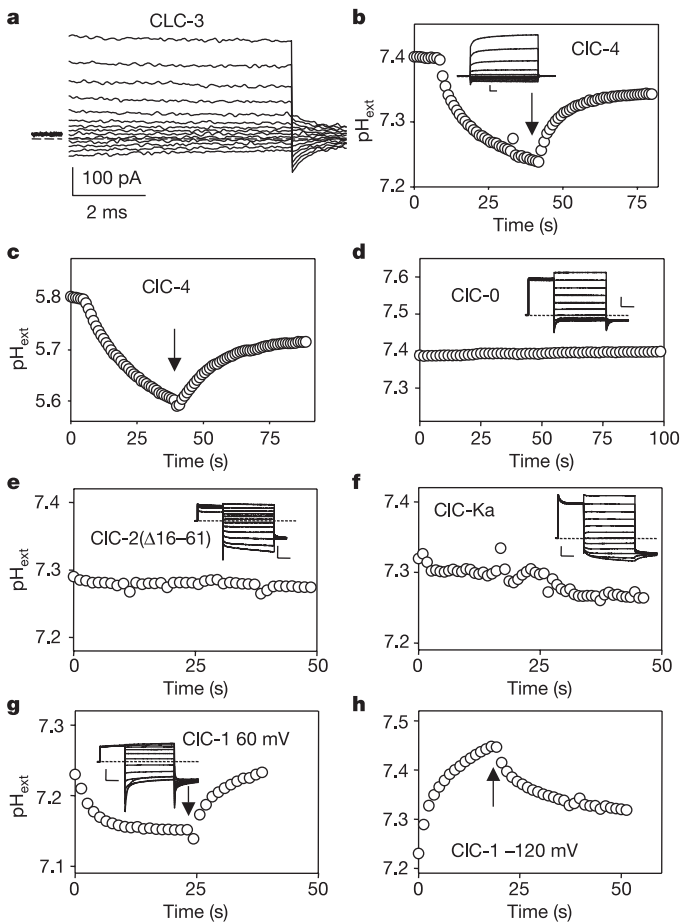 a
CLC-3
100 pA
2 ms
b
7.4
7.3
7.2
pHext
ClC-4
25
50
75
Time (s)
c
5.8
5.7
5.6
pHext
ClC-4
0
25
50
75
Time (s)
d
7.6
7.5
7.4
7.3
pHext
ClC-0
0
25
50
75
100
Time (s)
e
7.4
7.3
7.2
pHext
ClC-2(Δ16–61)
0
25
50
Time (s)
f
7.4
7.3
7.2
pHext
ClC-Ka
0
25
50
Time (s)
g
7.3
7.2
7.1
pHext
ClC-1 60 mV
0
25
50
Time (s)
h
7.5
7.4
7.3
7.2
pHext
ClC-1 –120 mV
0
25
50
Time (s)